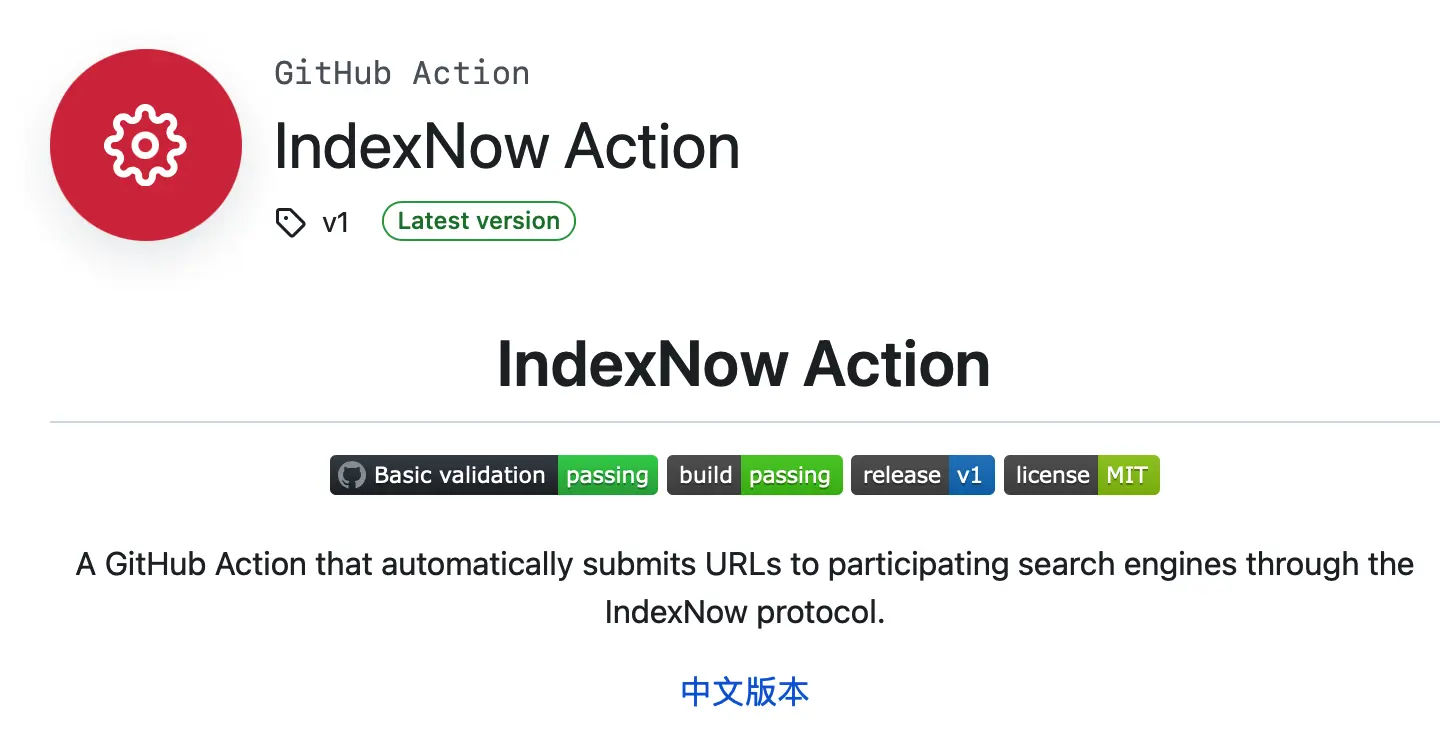 GitHub Action
IndexNow Action
v1 Latest version
IndexNow Action
Basic validation passing build passing release v1 license MIT
A GitHub Action that automatically submits URLs to participating search engines through the
IndexNow protocol.
中文版本